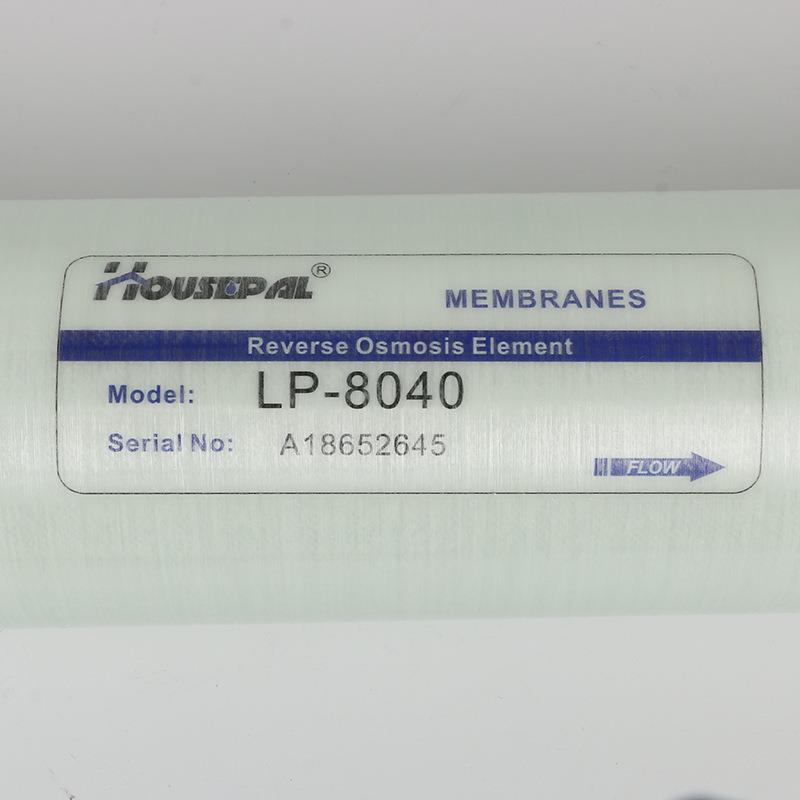 HOUSEPAL®
MEMBRANES
Reverse Osmosis Element
Model: LP-8040
Serial No: A18652645
FLOW